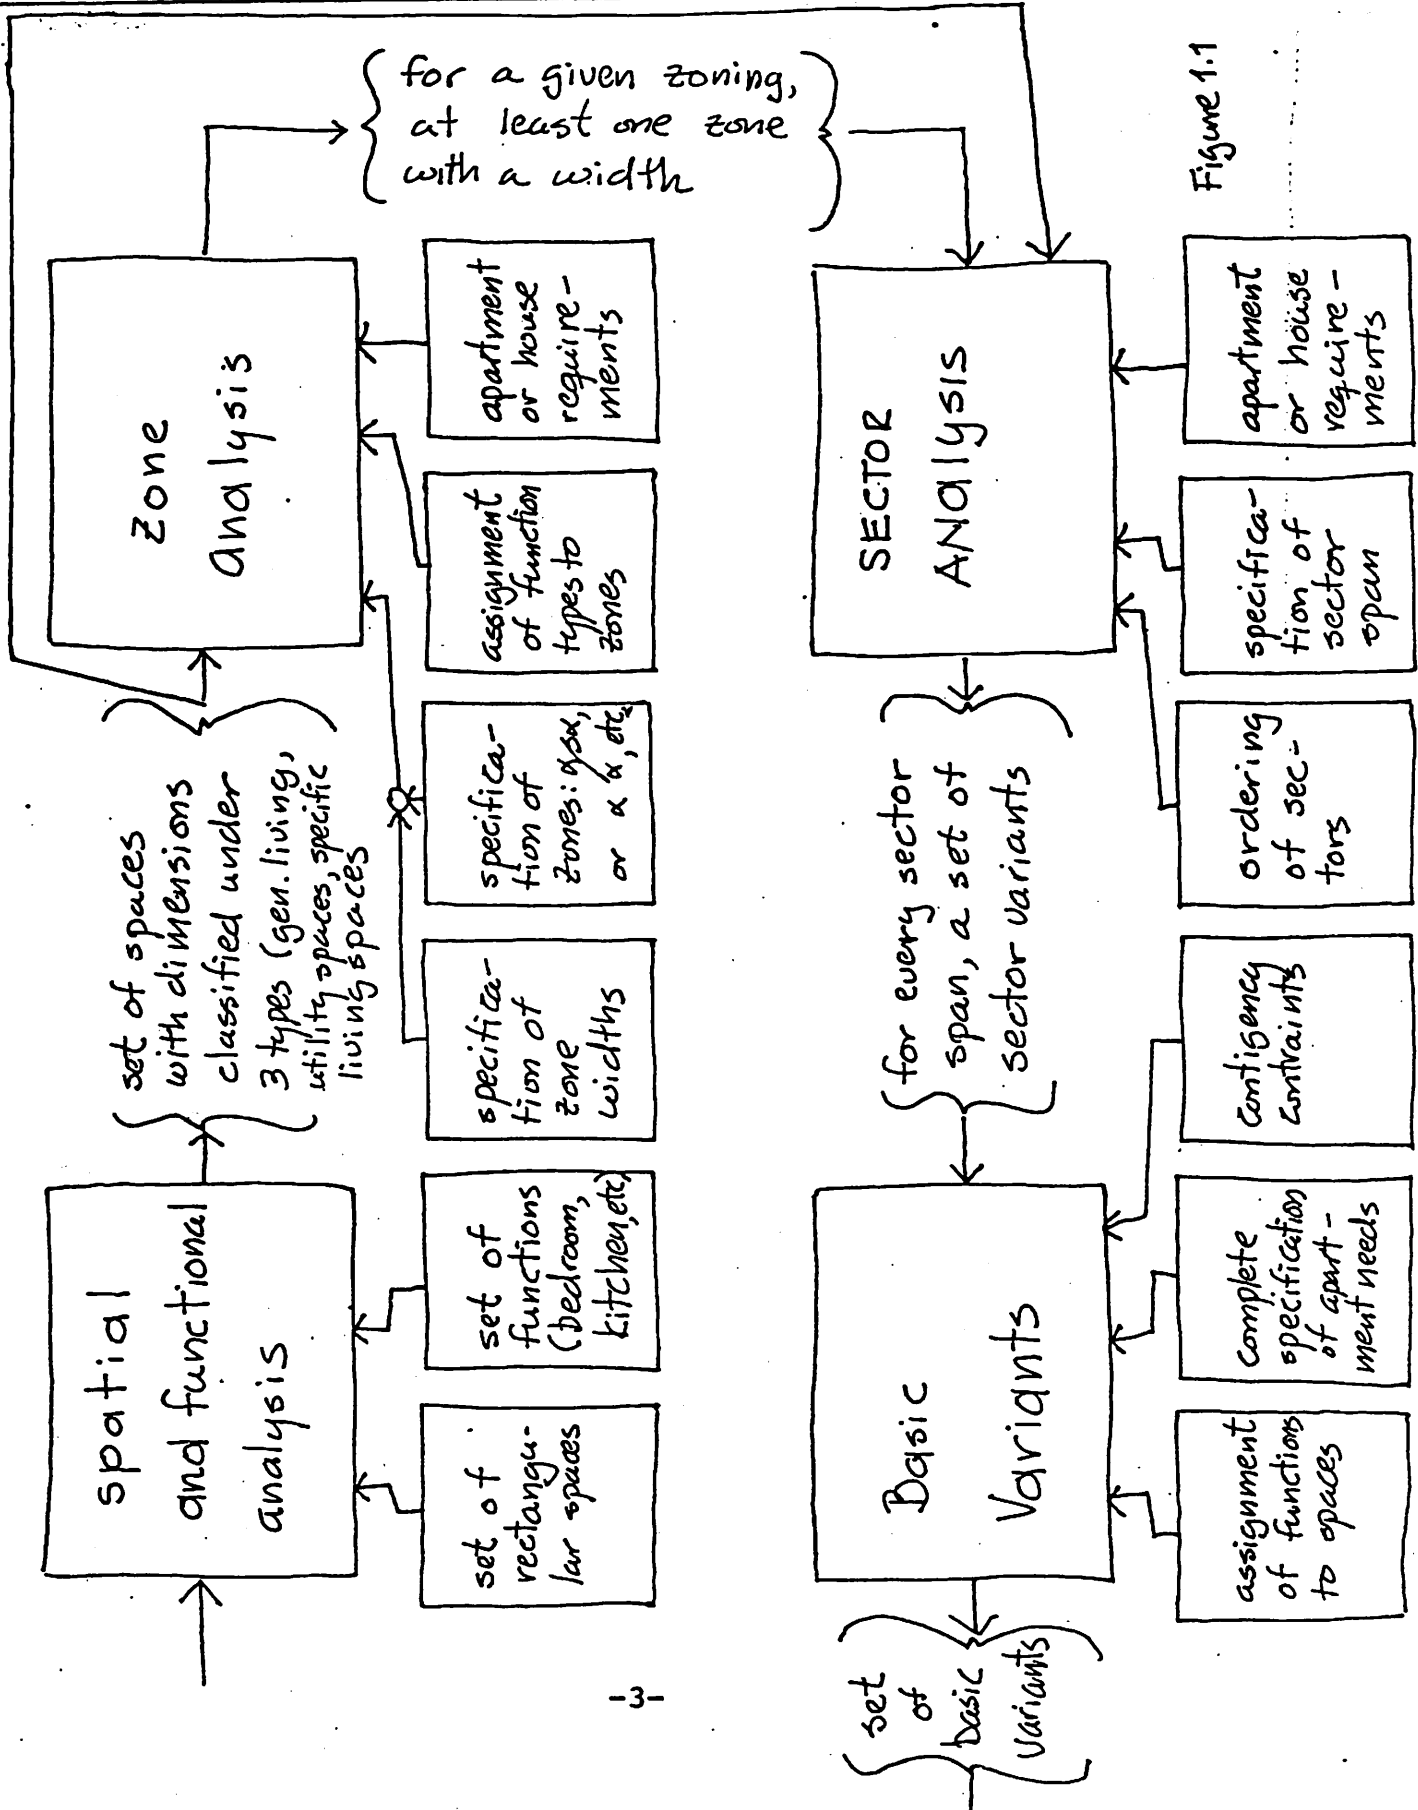 for a given zoning,
at least one zone
with a width
Figure 1.1
spatial
and functional
analysis
set of spaces
with dimensions
classified under
3 types (gen. living,
utility spaces, specific
living spaces
zone
analysis
set of
rectangu-
lar spaces
set of
functions
(bedroom,
kitchen, etc)
specifica-
tion of
zone
widths
specifica-
tion of
zones:
or α α, etc.
assignment
of function
types to
zones
apartment
or house
require-
ments
SECTOR
ANALYSIS
for every sector
span, a set of
sector variants
Basic
Variants
set
of
basic
variants
assignment
of functions
to spaces
complete
specification
of apart-
ment needs
contigency
contraints
ordering
of sec-
tors
specifica-
tion of
sector
span
apartment
or house
require-
ments
-3-